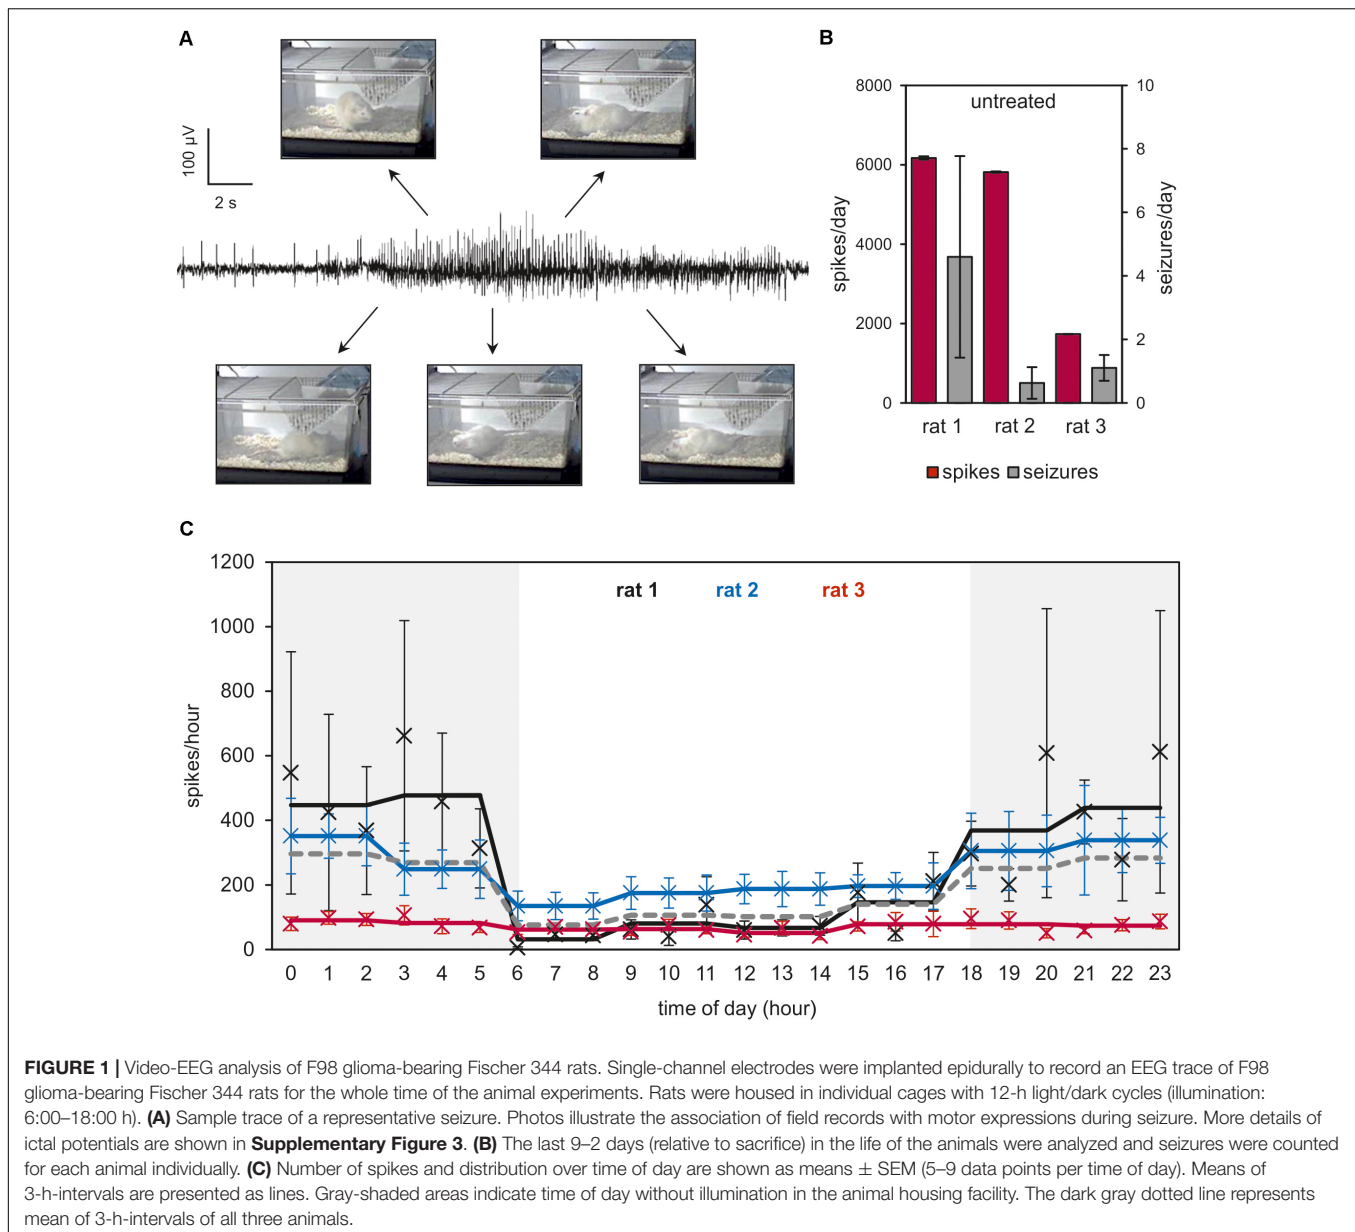 A
100 µV
2 s
B
untreated
8000
6000
4000
2000
0
spikes/day
10
8
6
4
2
0
seizures/day
rat 1 rat 2 rat 3
spikes seizures
C
rat 1 rat 2 rat 3
1200
1000
800
600
400
200
0
spikes/hour
0 1 2 3 4 5 6 7 8 9 10 11 12 13 14 15 16 17 18 19 20 21 22 23
time of day (hour)
FIGURE 1 | Video-EEG analysis of F98 glioma-bearing Fischer 344 rats. Single-channel electrodes were implanted epidurally to record an EEG trace of F98
glioma-bearing Fischer 344 rats for the whole time of the animal experiments. Rats were housed in individual cages with 12-h light/dark cycles (illumination:
6:00–18:00 h). (A) Sample trace of a representative seizure. Photos illustrate the association of field records with motor expressions during seizure. More details of
ictal potentials are shown in Supplementary Figure 3. (B) The last 9–2 days (relative to sacrifice) in the life of the animals were analyzed and seizures were counted
for each animal individually. (C) Number of spikes and distribution over time of day are shown as means ± SEM (5–9 data points per time of day). Means of
3-h-intervals are presented as lines. Gray-shaded areas indicate time of day without illumination in the animal housing facility. The dark gray dotted line represents
mean of 3-h-intervals of all three animals.